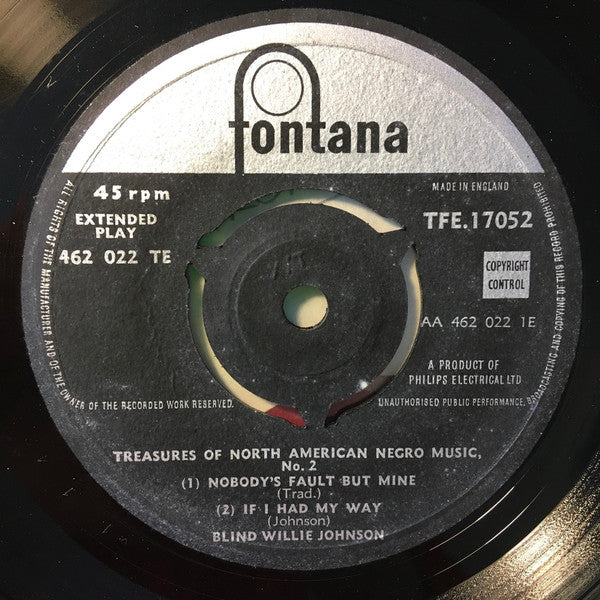 fontana
45 rpm
EXTENDED
PLAY
462 022 TE
MADE IN ENGLAND
TFE.17052
COPYRIGHT
CONTROL
AA 462 022 1E
A PRODUCT OF
PHILIPS ELECTRICAL LTD
ALL RIGHTS OF THE MANUFACTURER AND OF THE OWNER OF THE RECORDED WORK RESERVED.
UNAUTHORISED PUBLIC PERFORMANCE, BROADCASTING AND COPYING OF THIS RECORD PROHIBITED
TREASURES OF NORTH AMERICAN NEGRO MUSIC,
No. 2
(1) NOBODY'S FAULT BUT MINE
(Trad.)
(2) IF I HAD MY WAY
(Johnson)
BLIND WILLIE JOHNSON